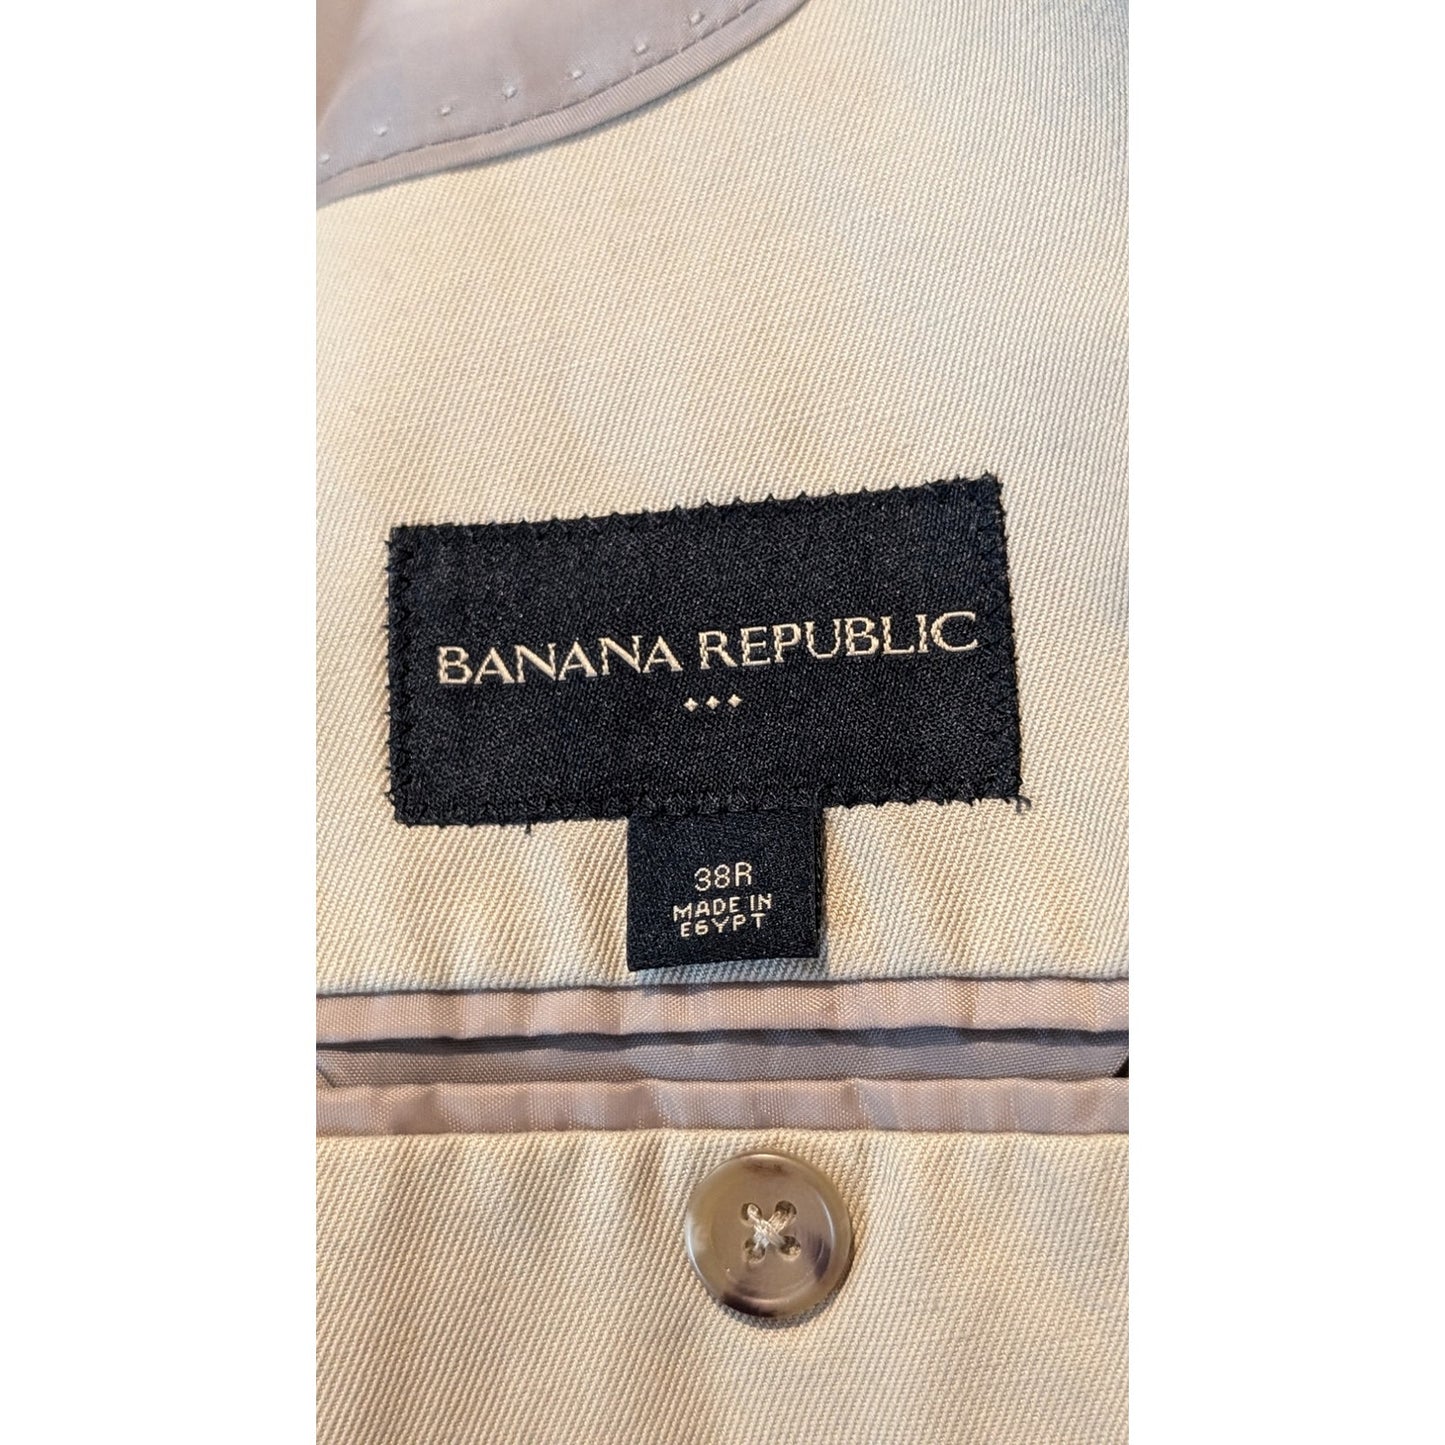 BANANA REPUBLIC
38R
MADE IN
EGYPT